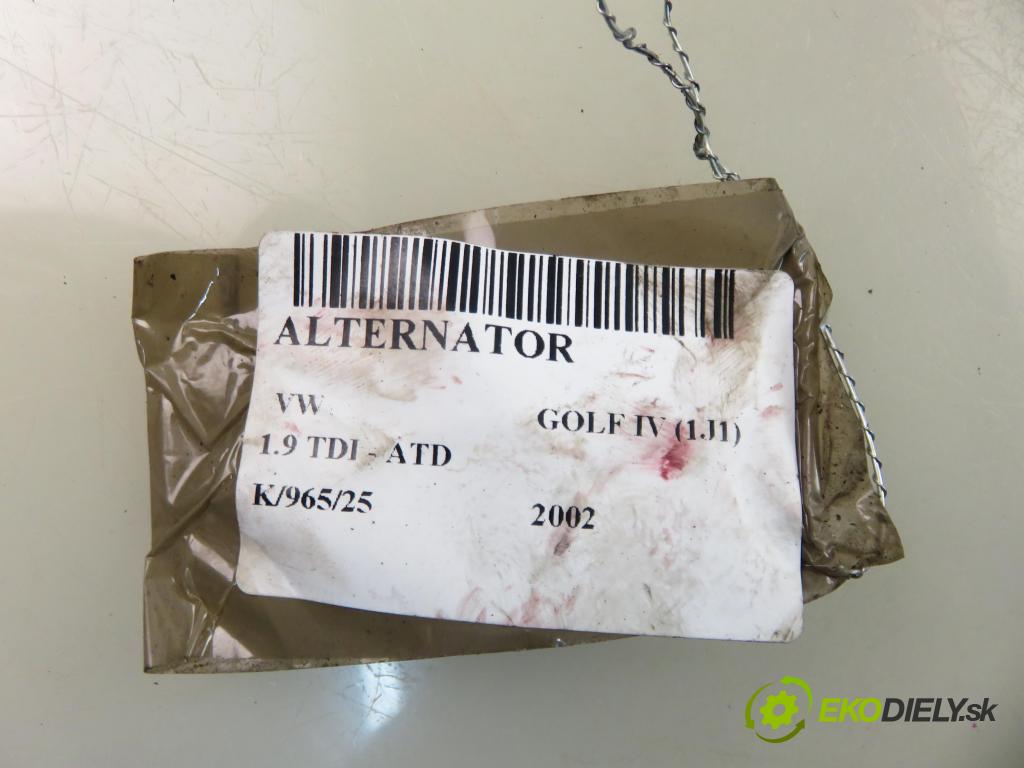 ALTERNATOR
VW GOLF IV (1J1)
1.9 TDI - ATD
K/965/25 2002
EKODIELY.sk